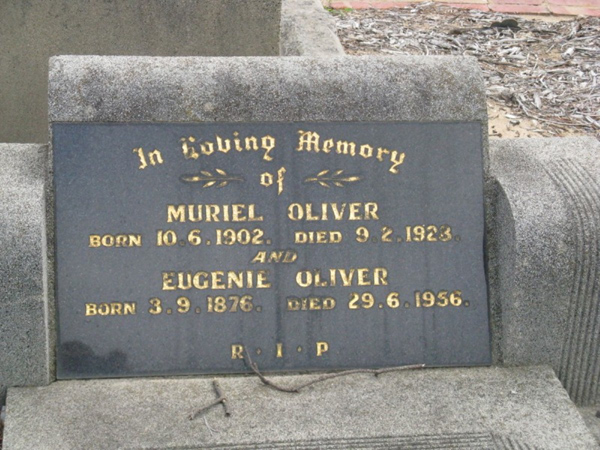 In Loving Memory
of
MURIEL OLIVER
BORN 10.6.1902. DIED 9.2.1923.
AND
EUGENIE OLIVER
BORN 3.9.1876. DIED 29.6.1956.
R · I · P